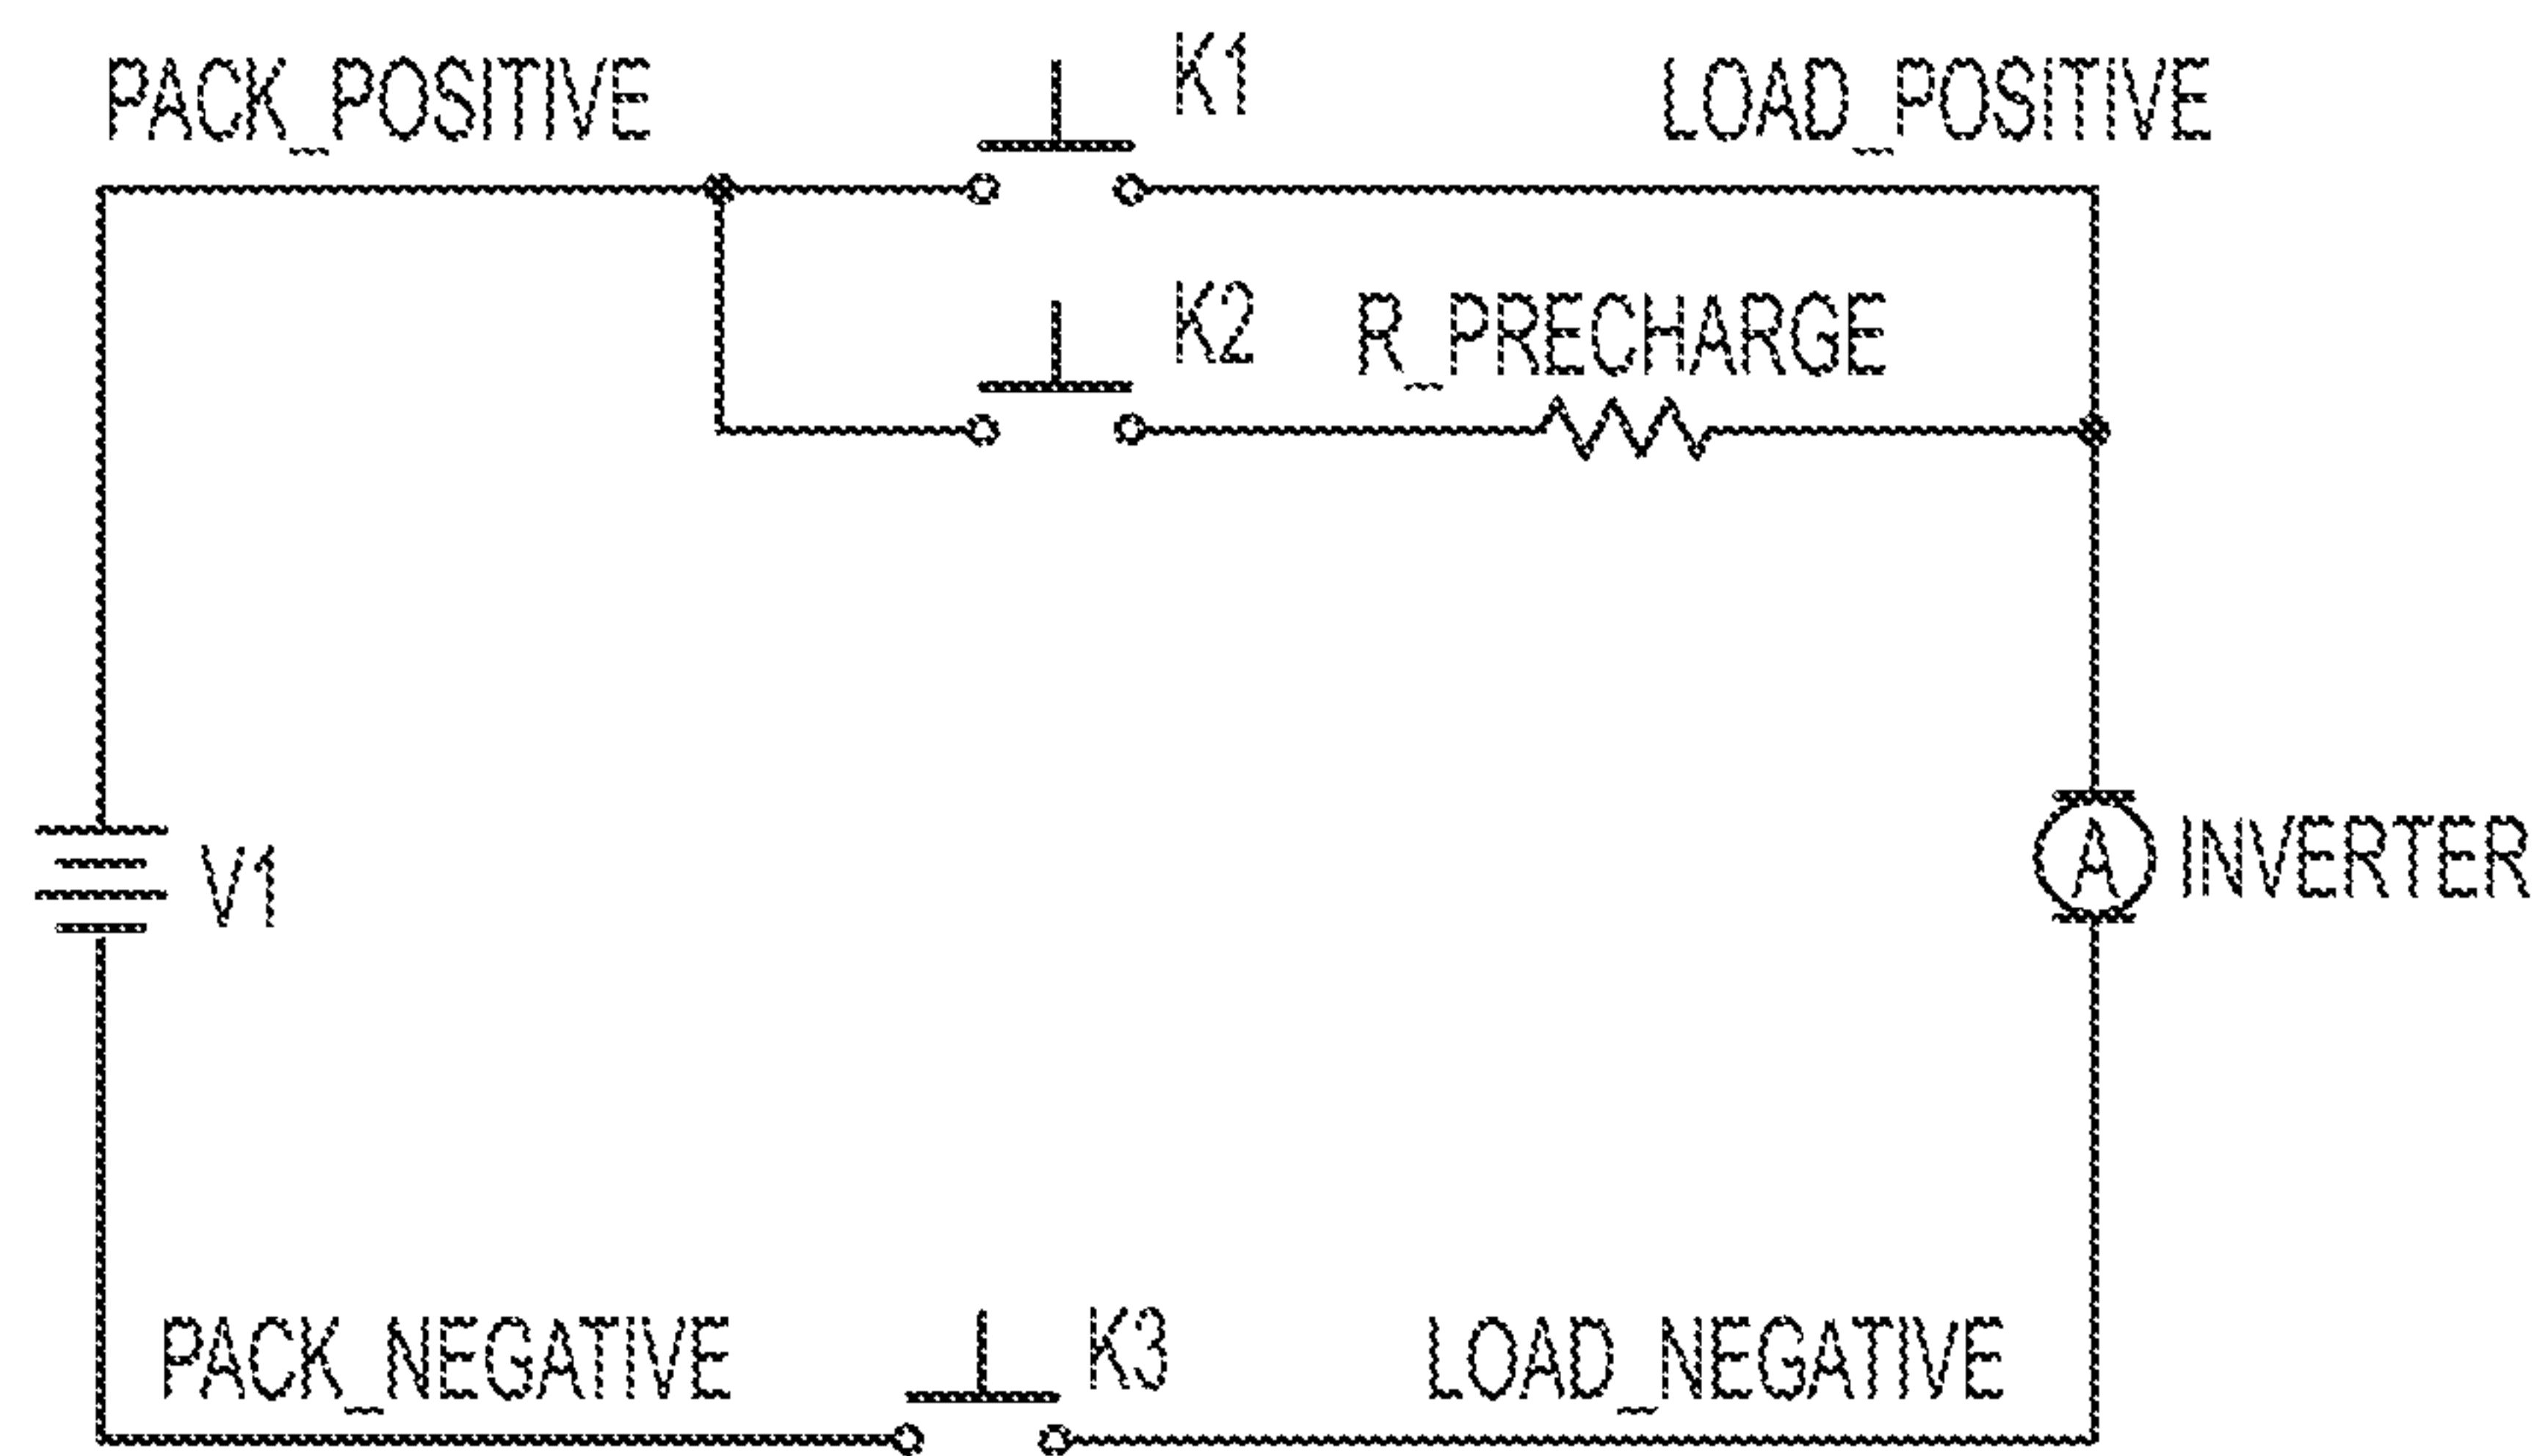 PACK_POSITIVE
K1
LOAD_POSITIVE
K2
R_PRECHARGE
V1
A
INVERTER
PACK_NEGATIVE
K3
LOAD_NEGATIVE